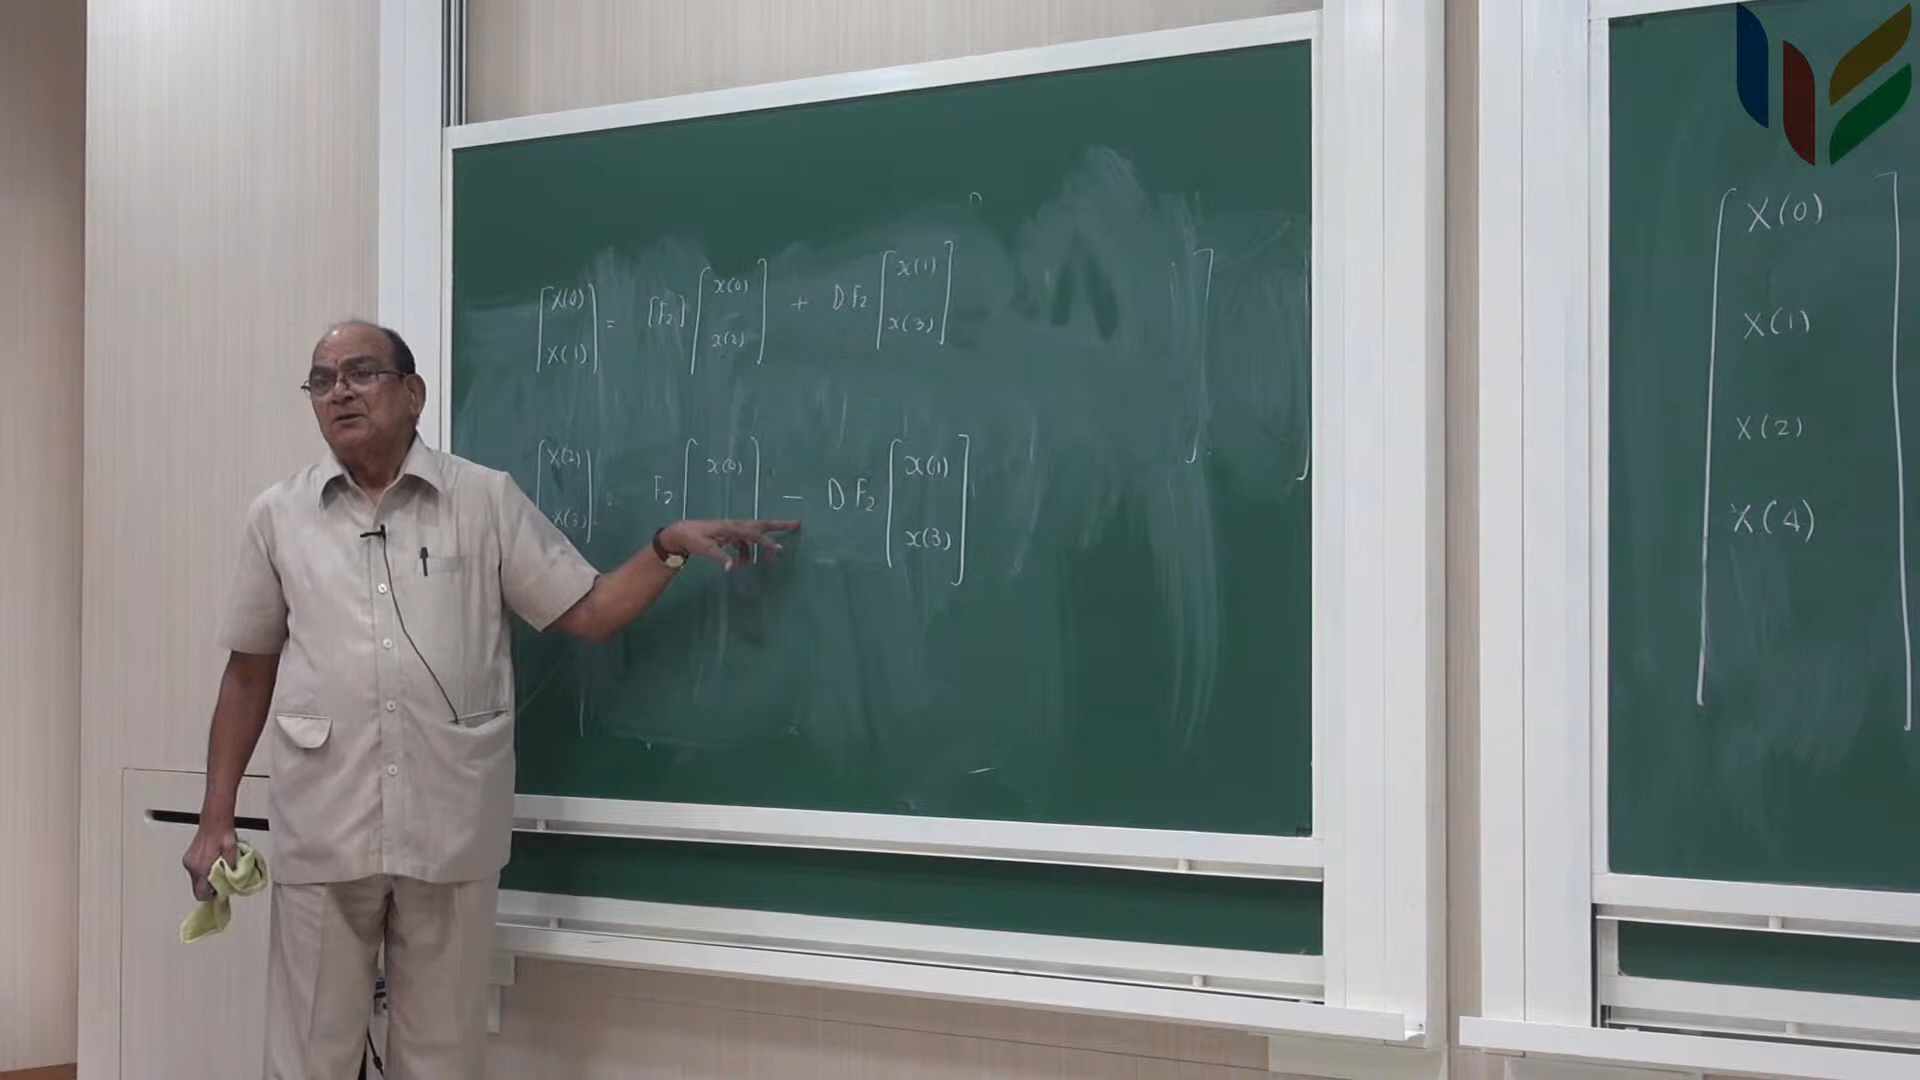 [X(0) X(1)] = [F₂] [x(0) x(2)] + D F₂ [x(1) x(3)]
[X(2) X(3)] = F₂ [x(0)] − D F₂ [x(1) x(3)]
X(0)
X(1)
X(2)
X(4)